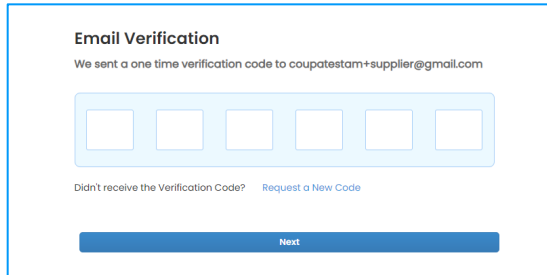 Email Verification
We sent a one time verification code to coupatestam+supplier@gmail.com
Didn't receive the Verification Code? Request a New Code
Next